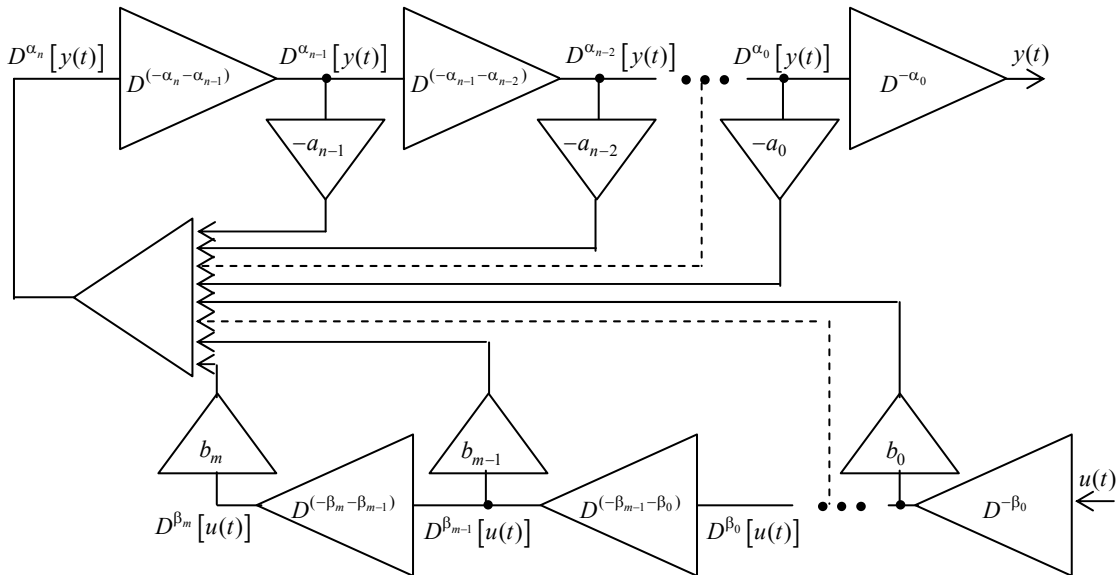 D^{α_n}[y(t)] D^{α_{n-1}}[y(t)] D^{α_{n-2}}[y(t)] D^{α_0}[y(t)] y(t)
D^{(-α_n-α_{n-1})} D^{(-α_{n-1}-α_{n-2})} D^{-α_0}
-a_{n-1} -a_{n-2} -a_0
b_m b_{m-1} b_0
D^{(-β_m-β_{m-1})} D^{(-β_{m-1}-β_0)} D^{-β_0} u(t)
D^{β_m}[u(t)] D^{β_{m-1}}[u(t)] D^{β_0}[u(t)]